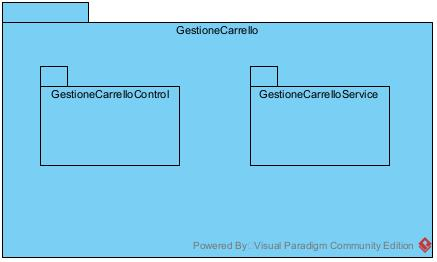 GestioneCarrello
GestioneCarrelloControl
GestioneCarrelloService
Powered By: Visual Paradigm Community Edition